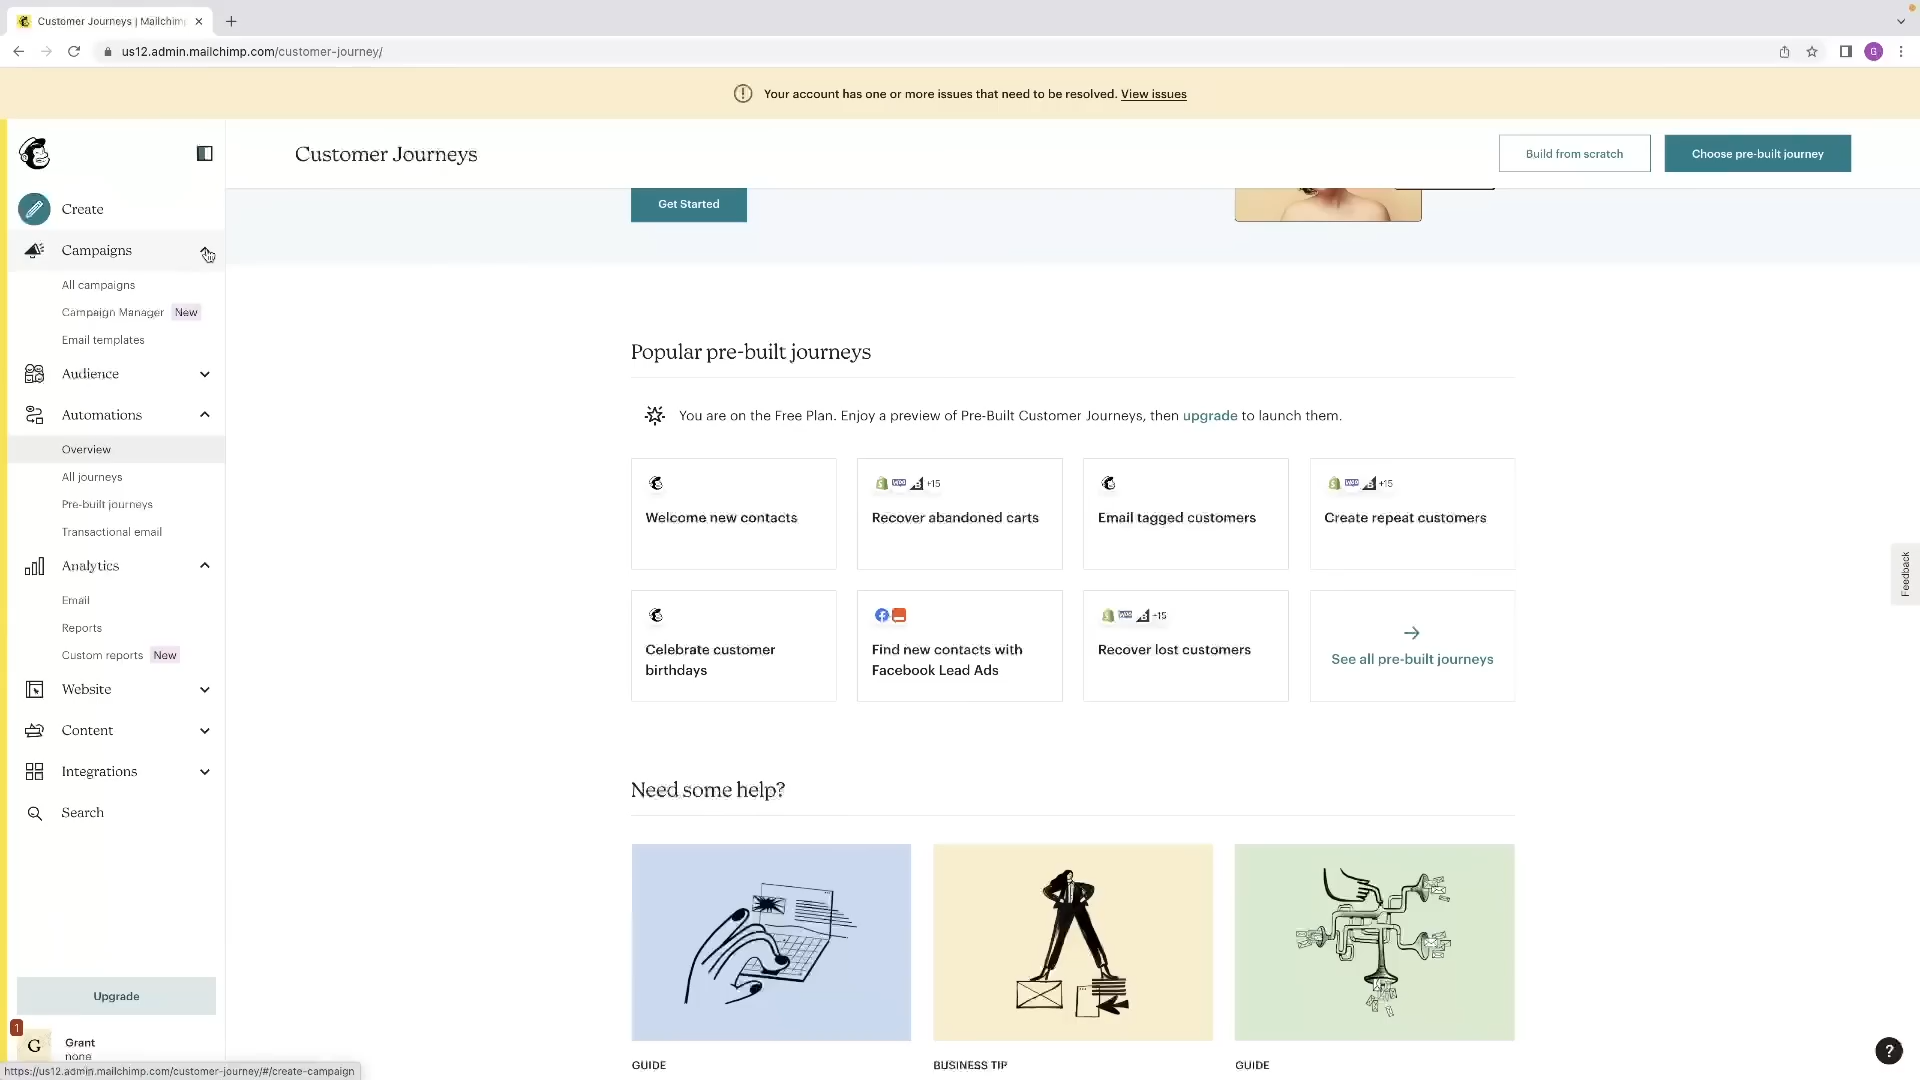 Customer Journeys | Mailchim
us12.admin.mailchimp.com/customer-journey/
G
Your account has one or more issues that need to be resolved. View issues
Customer Journeys
Build from scratch
Choose pre-built journey
Get Started
Create
Campaigns
All campaigns
Campaign Manager New
Email templates
Audience
Automations
Overview
All journeys
Pre-built journeys
Transactional email
Analytics
Email
Reports
Custom reports New
Website
Content
Integrations
Search
Upgrade
1
G
Grant
none
https://us12.admin.mailchimp.com/customer-journey/#/create-campaign
Popular pre-built journeys
You are on the Free Plan. Enjoy a preview of Pre-Built Customer Journeys, then upgrade to launch them.
Welcome new contacts
Woo +15
Recover abandoned carts
Email tagged customers
Woo +15
Create repeat customers
Celebrate customer
birthdays
Find new contacts with
Facebook Lead Ads
Woo +15
Recover lost customers
See all pre-built journeys
Need some help?
GUIDE
BUSINESS TIP
GUIDE
Feedback
?